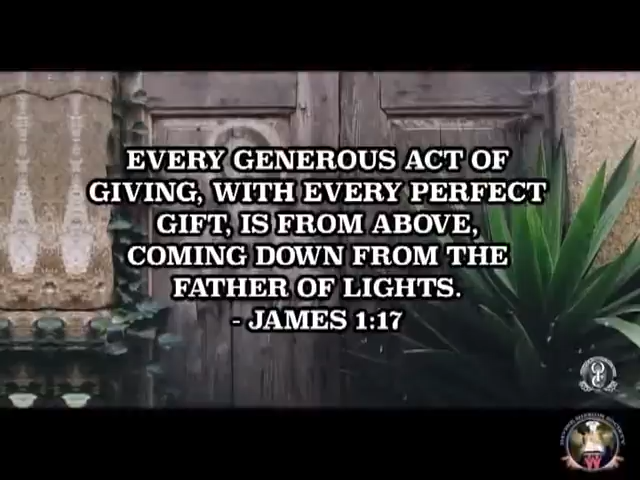 EVERY GENEROUS ACT OF
GIVING, WITH EVERY PERFECT
GIFT, IS FROM ABOVE,
COMING DOWN FROM THE
FATHER OF LIGHTS.
- JAMES 1:17